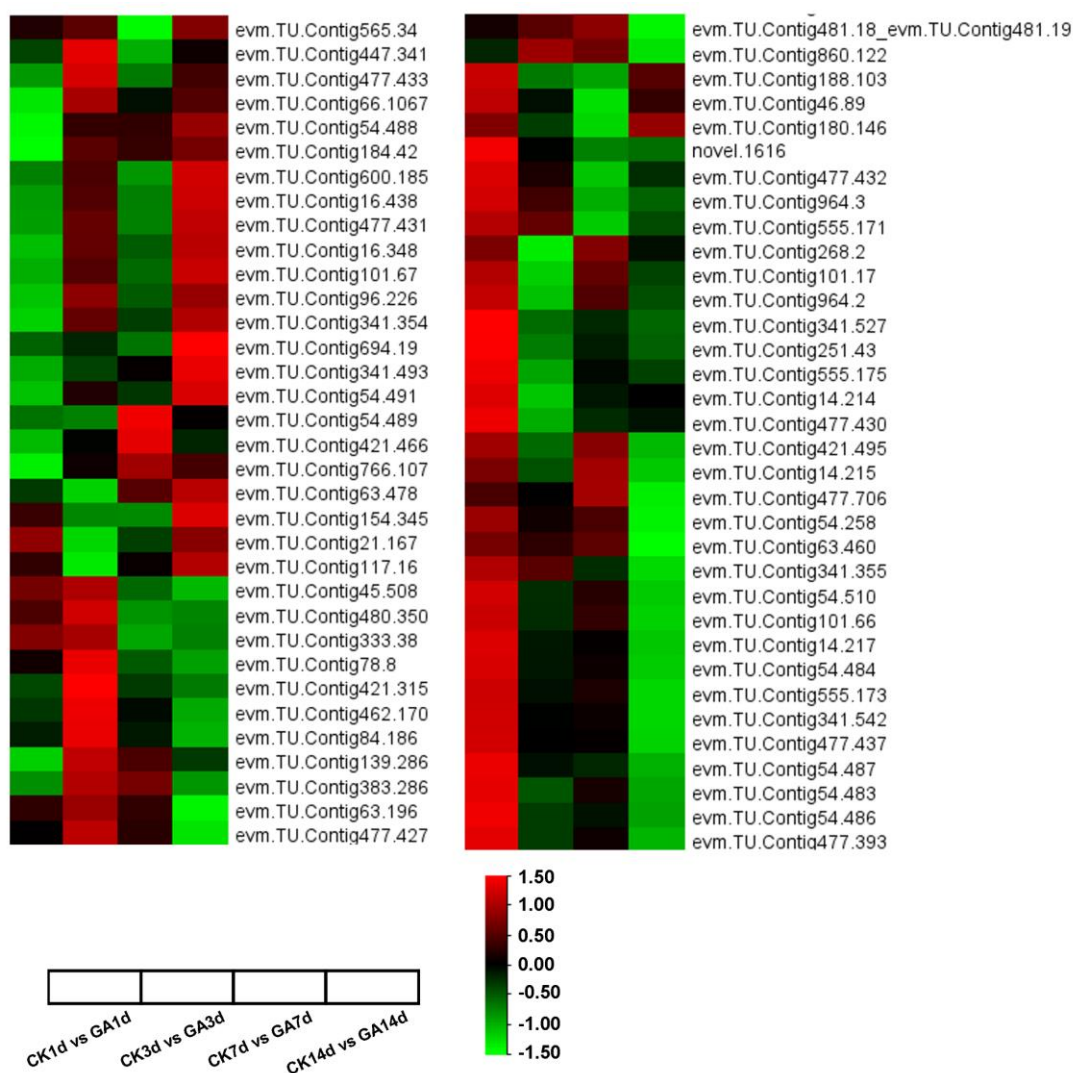 evm.TU.Contig565.34
evm.TU.Contig447.341
evm.TU.Contig477.433
evm.TU.Contig66.1067
evm.TU.Contig54.488
evm.TU.Contig184.42
evm.TU.Contig600.185
evm.TU.Contig16.438
evm.TU.Contig477.431
evm.TU.Contig16.348
evm.TU.Contig101.67
evm.TU.Contig96.226
evm.TU.Contig341.354
evm.TU.Contig694.19
evm.TU.Contig341.493
evm.TU.Contig54.491
evm.TU.Contig54.489
evm.TU.Contig421.466
evm.TU.Contig766.107
evm.TU.Contig63.478
evm.TU.Contig154.345
evm.TU.Contig21.167
evm.TU.Contig117.16
evm.TU.Contig45.508
evm.TU.Contig480.350
evm.TU.Contig333.38
evm.TU.Contig78.8
evm.TU.Contig421.315
evm.TU.Contig462.170
evm.TU.Contig84.186
evm.TU.Contig139.286
evm.TU.Contig383.286
evm.TU.Contig63.196
evm.TU.Contig477.427
evm.TU.Contig481.18_evm.TU.Contig481.19
evm.TU.Contig860.122
evm.TU.Contig188.103
evm.TU.Contig46.89
evm.TU.Contig180.146
novel.1616
evm.TU.Contig477.432
evm.TU.Contig964.3
evm.TU.Contig555.171
evm.TU.Contig268.2
evm.TU.Contig101.17
evm.TU.Contig964.2
evm.TU.Contig341.527
evm.TU.Contig251.43
evm.TU.Contig555.175
evm.TU.Contig14.214
evm.TU.Contig477.430
evm.TU.Contig421.495
evm.TU.Contig14.215
evm.TU.Contig477.706
evm.TU.Contig54.258
evm.TU.Contig63.460
evm.TU.Contig341.355
evm.TU.Contig54.510
evm.TU.Contig101.66
evm.TU.Contig14.217
evm.TU.Contig54.484
evm.TU.Contig555.173
evm.TU.Contig341.542
evm.TU.Contig477.437
evm.TU.Contig54.487
evm.TU.Contig54.483
evm.TU.Contig54.486
evm.TU.Contig477.393
1.50
1.00
0.50
0.00
-0.50
-1.00
-1.50
CK1d vs GA1d
CK3d vs GA3d
CK7d vs GA7d
CK14d vs GA14d